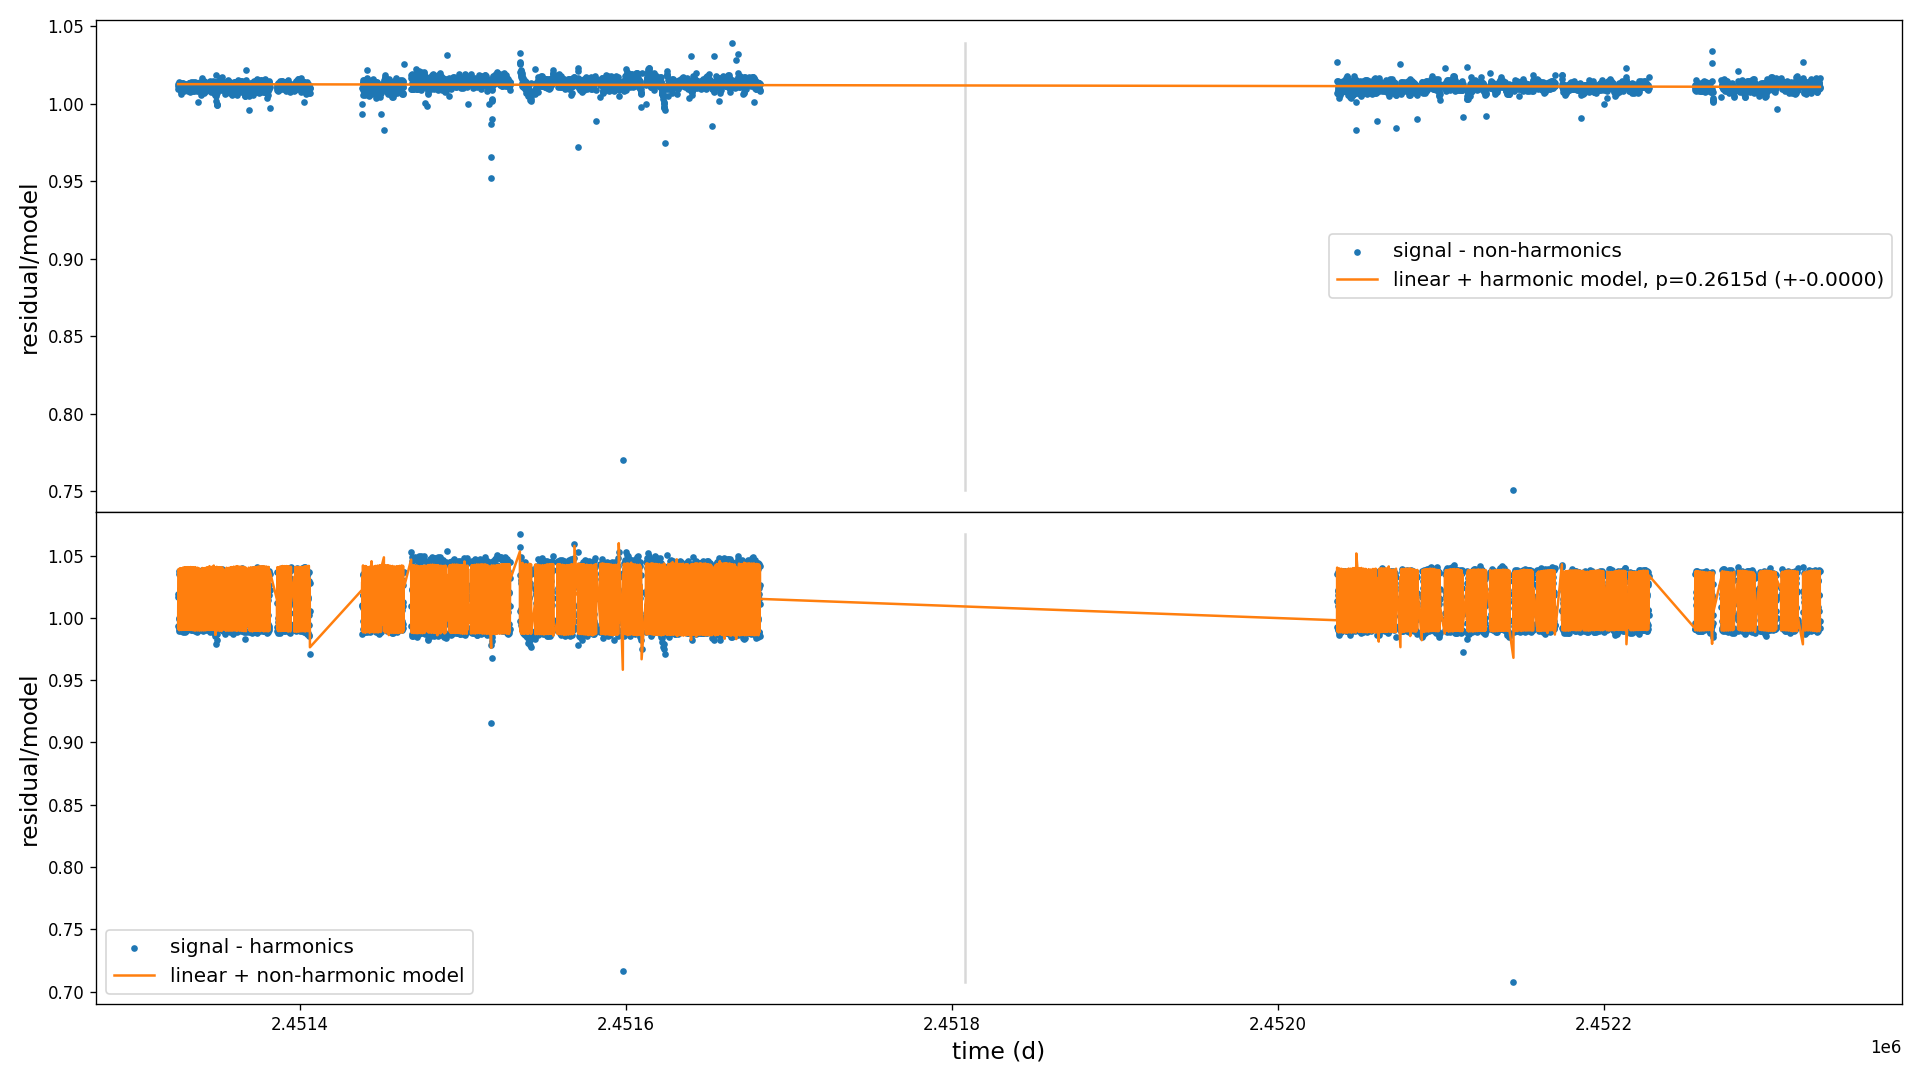 1.05
1.00
0.95
0.90
0.85
0.80
0.75
residual/model
signal - non-harmonics
linear + harmonic model, p=0.2615d (+-0.0000)
1.05
1.00
0.95
0.90
0.85
0.80
0.75
0.70
residual/model
signal - harmonics
linear + non-harmonic model
2.4514
2.4516
2.4518
2.4520
2.4522
1e6
time (d)